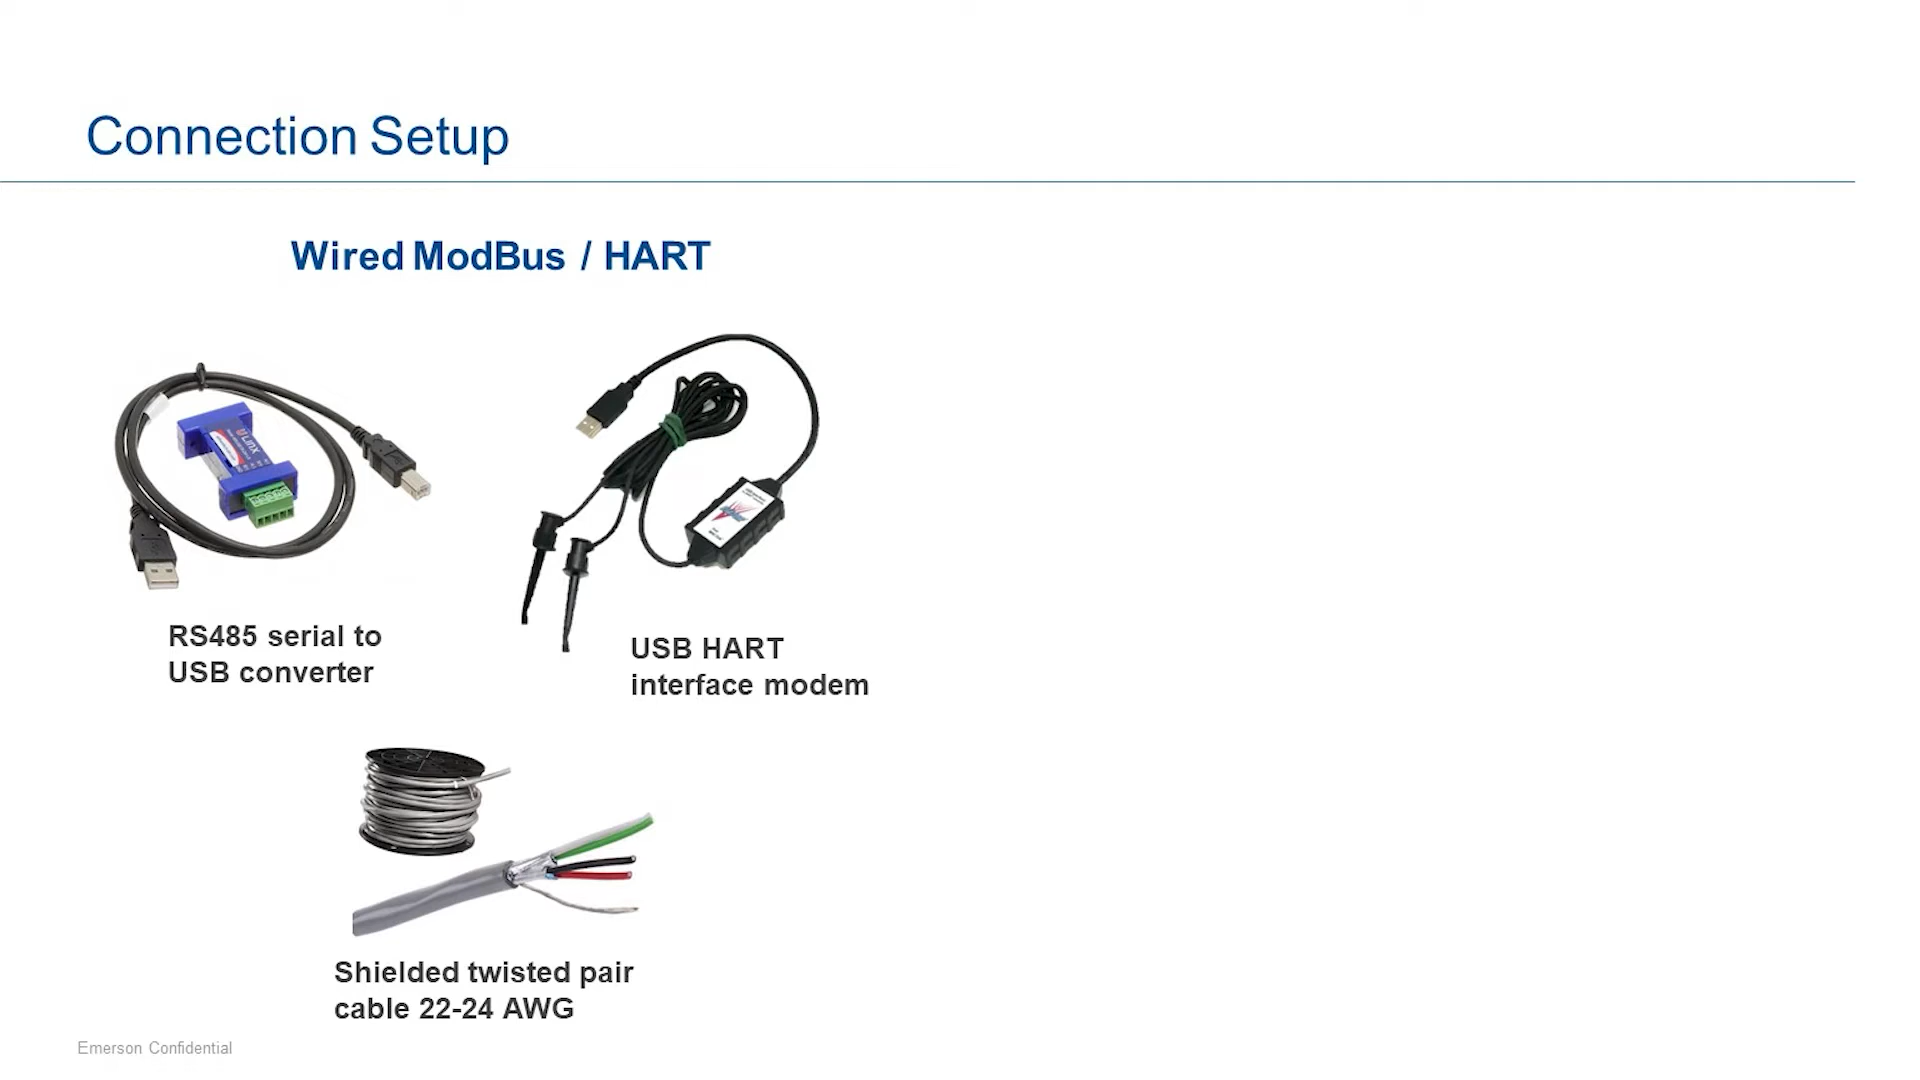 Connection Setup
Wired ModBus / HART
RS485 serial to
USB converter
USB HART
interface modem
Shielded twisted pair
cable 22-24 AWG
Emerson Confidential